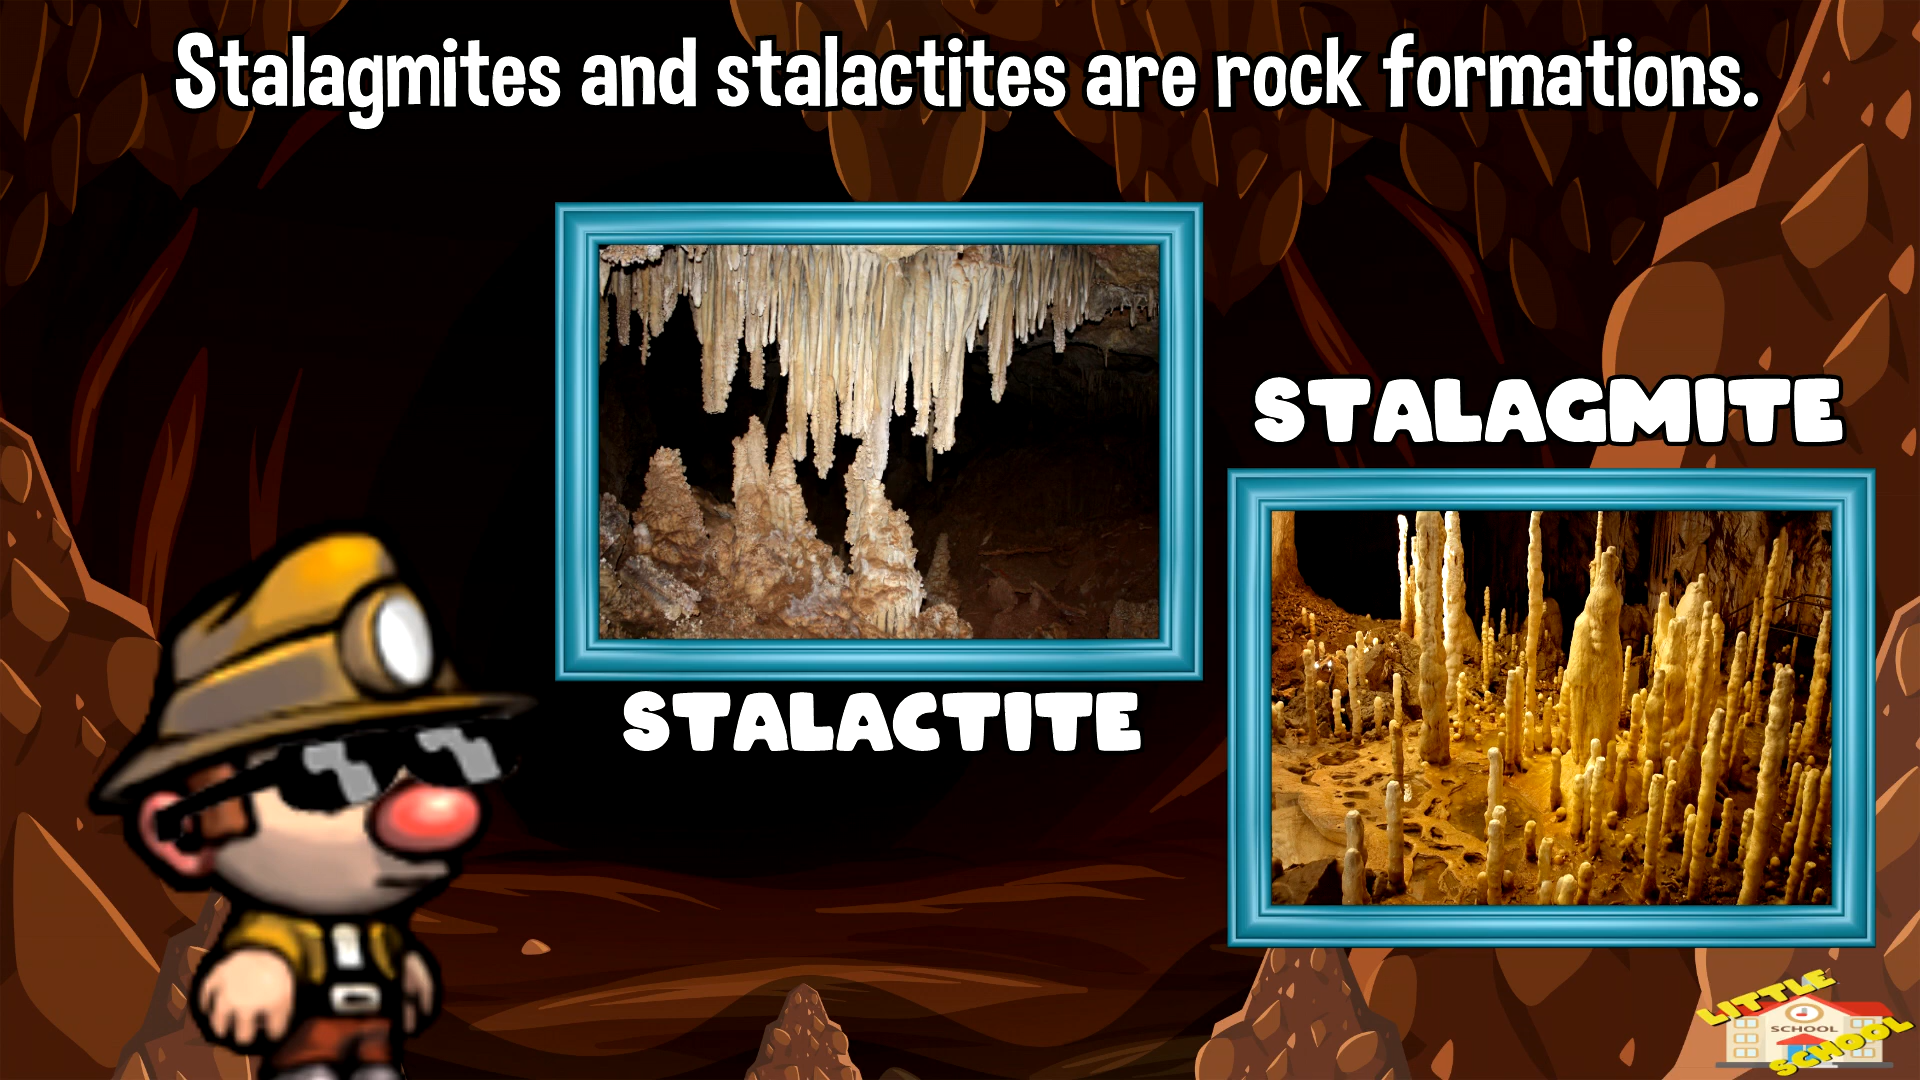 Stalagmites and stalactites are rock formations.
STALAGMITE
STALACTITE
LITTLE
SCHOOL
SCHOOL